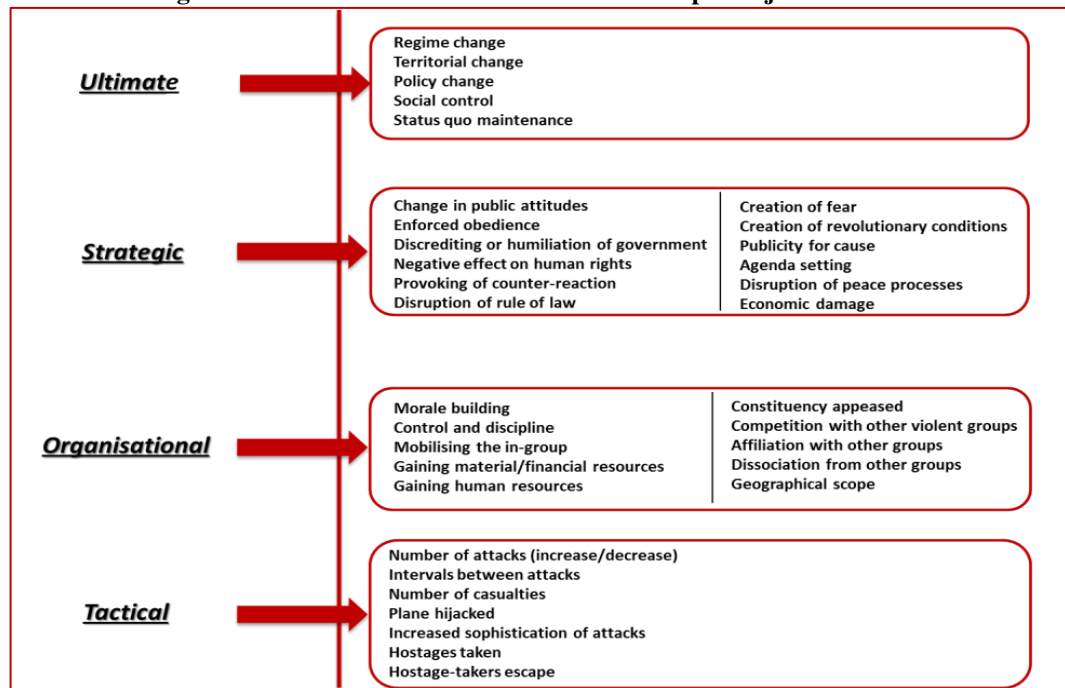 Ultimate
Regime change
Territorial change
Policy change
Social control
Status quo maintenance
Strategic
Change in public attitudes
Enforced obedience
Discrediting or humiliation of government
Negative effect on human rights
Provoking of counter-reaction
Disruption of rule of law
Creation of fear
Creation of revolutionary conditions
Publicity for cause
Agenda setting
Disruption of peace processes
Economic damage
Organisational
Morale building
Control and discipline
Mobilising the in-group
Gaining material/financial resources
Gaining human resources
Constituency appeased
Competition with other violent groups
Affiliation with other groups
Dissociation from other groups
Geographical scope
Tactical
Number of attacks (increase/decrease)
Intervals between attacks
Number of casualties
Plane hijacked
Increased sophistication of attacks
Hostages taken
Hostage-takers escape